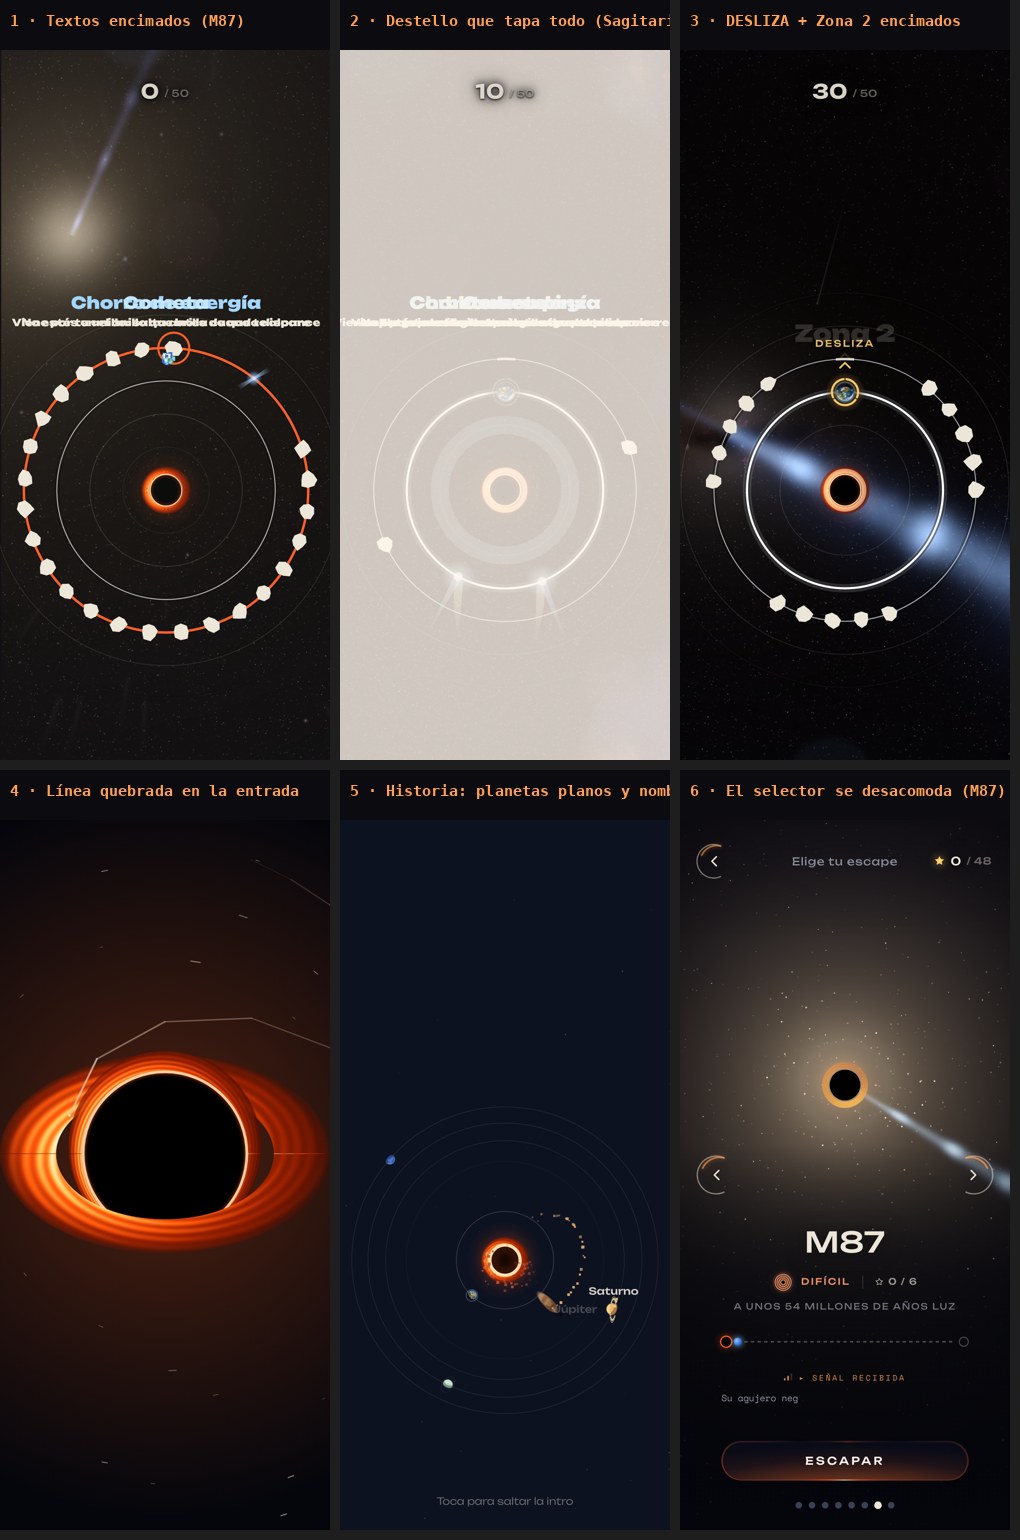 1 · Textos encimados (M87)
0 / 50
2 · Destello que tapa todo (Sagitari
10 / 50
3 · DESLIZA + Zona 2 encimados
30 / 50
Zona 2
DESLIZA
4 · Línea quebrada en la entrada
5 · Historia: planetas planos y nomb
Saturno
Júpiter
Toca para saltar la intro
6 · El selector se desacomoda (M87)
Elige tu escape
0 / 48
M87
DIFÍCIL
0 / 6
A UNOS 54 MILLONES DE AÑOS LUZ
SEÑAL RECIBIDA
Su agujero neg
ESCAPAR